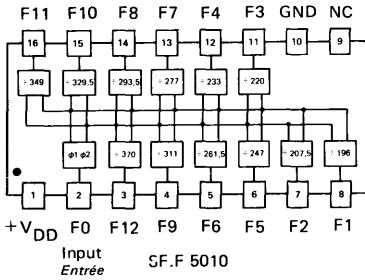 F11 F10 F8 F7 F4 F3 GND NC
16 15 14 13 12 11 10 9
÷349 ÷329,5 ÷293,5 ÷277 ÷233 ÷220
φ1 φ2 ÷370 ÷311 ÷261,5 ÷247 ÷207,5 ÷196
1 2 3 4 5 6 7 8
+VDD F0 F12 F9 F6 F5 F2 F1
Input
Entrée
SF.F 5010